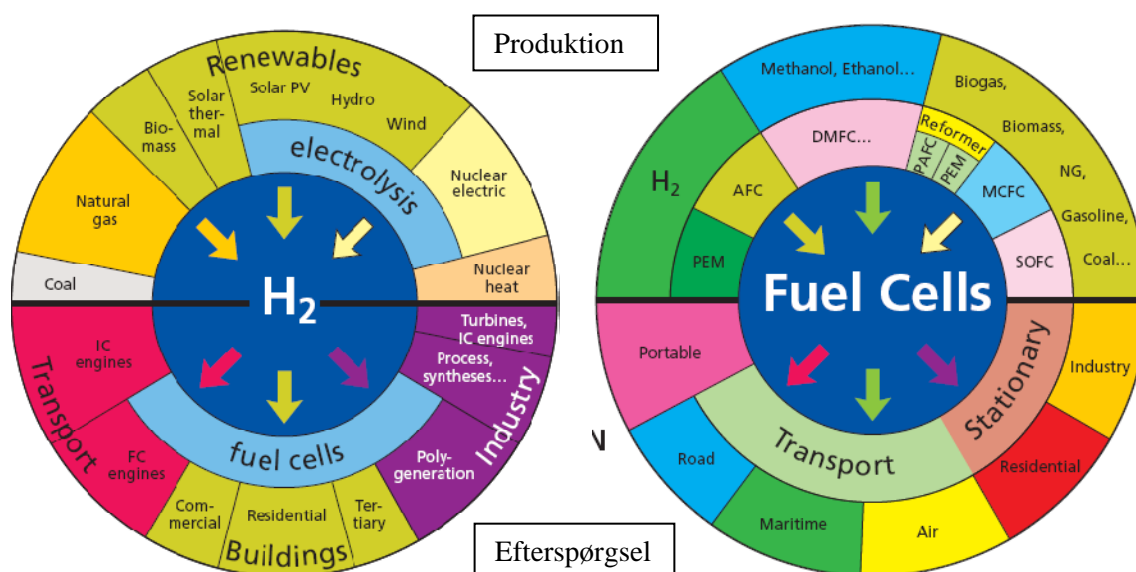 Produktion
Renewables
Solar PV
Hydro
Wind
Solar
ther-
mal
Bio-
mass
electrolysis
Nuclear
electric
Natural
gas
Coal
Nuclear
heat
H2
IC
engines
Transport
FC
engines
fuel cells
Com-
mercial
Residential
Ter-
tiary
Buildings
Turbines,
IC engines
Process,
syntheses...
Industry
Poly-
generation
Methanol, Ethanol...
Biogas,
Biomass,
NG,
Gasoline,
Coal...
H2
AFC
PEM
DMFC...
Reformer
PAFC
PEM
MCFC
SOFC
Fuel Cells
Portable
Transport
Stationary
Industry
Residential
Road
Maritime
Air
N
Efterspørgsel